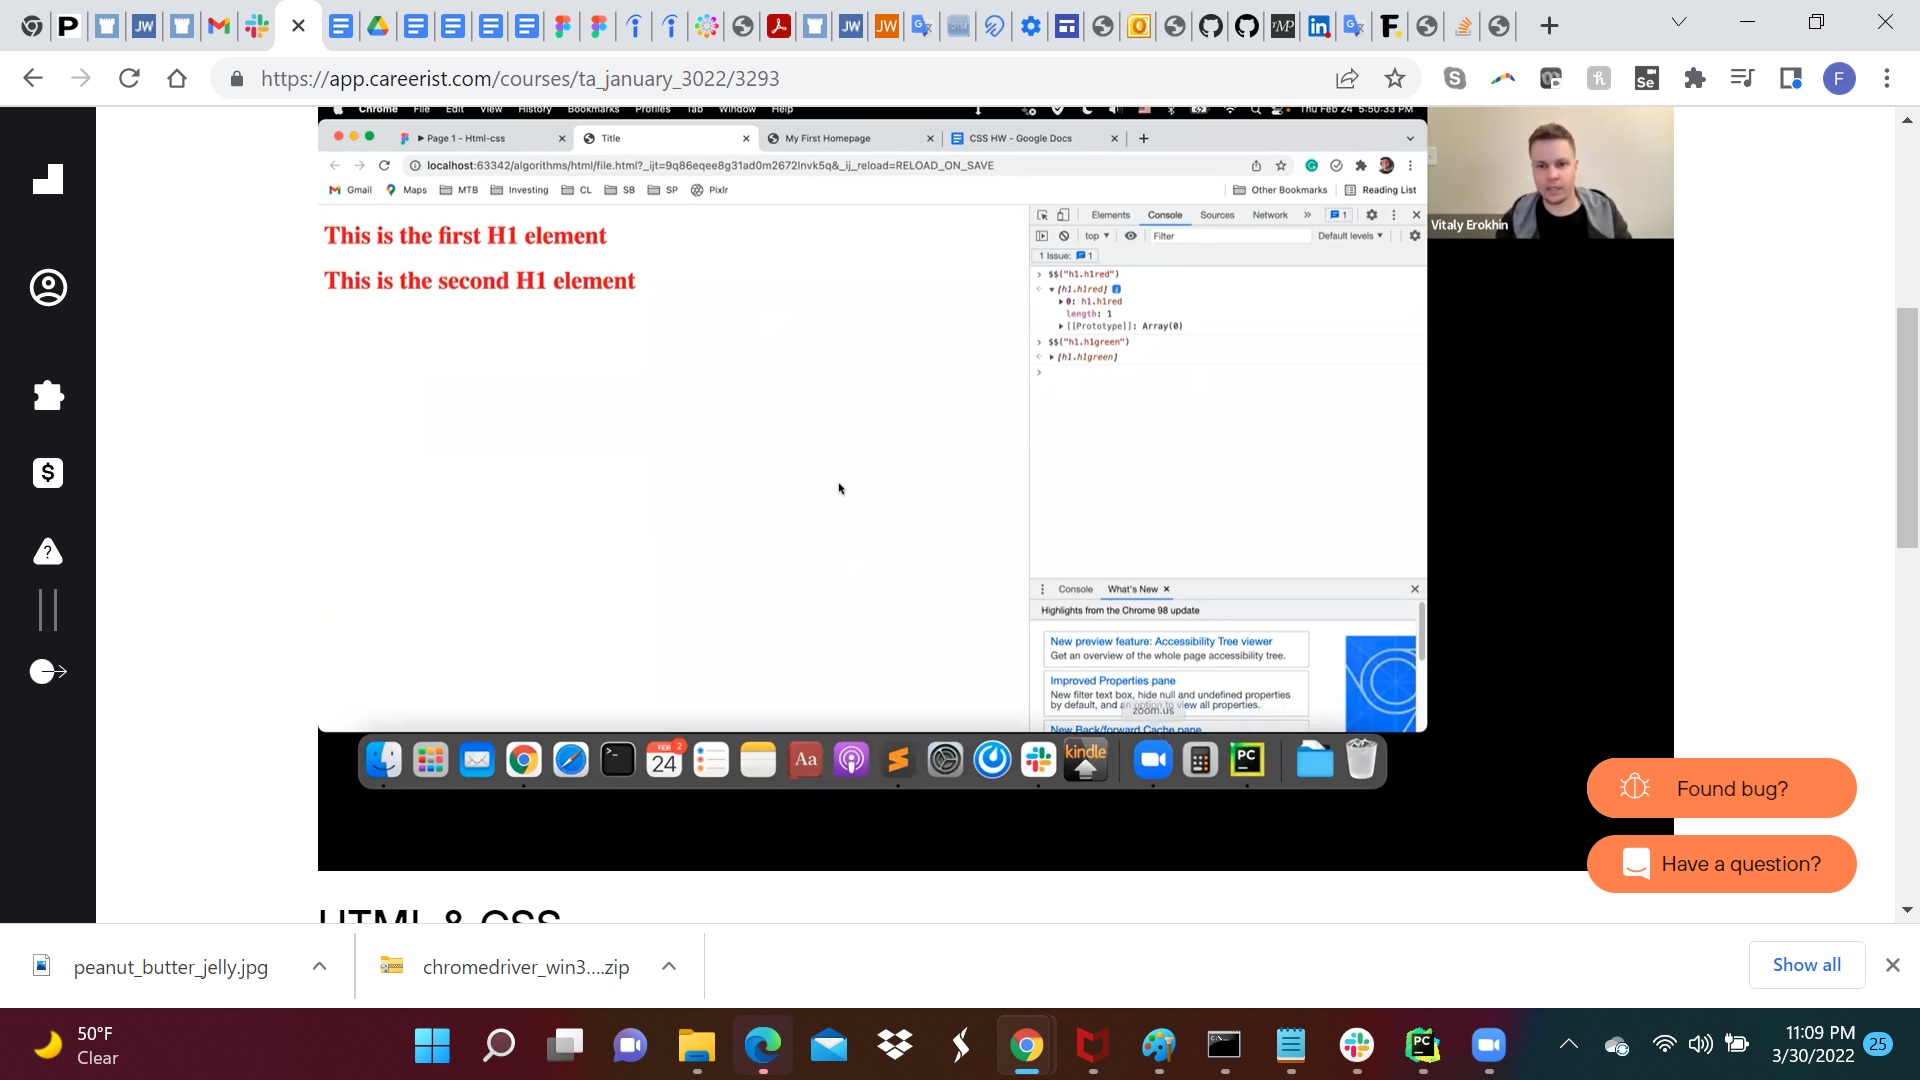 https://app.careerist.com/courses/ta_january_3022/3293
Chrome File Edit View History Bookmarks Profiles Tab Window Help
Thu Feb 24 5:50:33 PM
Page 1 - Html-css
Title
My First Homepage
CSS HW - Google Docs
localhost:63342/algorithms/html/file.html?_ijt=9q86eqee8g31ad0m2672lnvk5q&_ij_reload=RELOAD_ON_SAVE
Gmail Maps MTB Investing CL SB SP Pixlr
Other Bookmarks Reading List
This is the first H1 element
This is the second H1 element
Elements Console Sources Network » 1
top Filter Default levels
1 Issue: 1
$$("h1.h1red")
[h1.h1red]
0: h1.h1red
length: 1
[[Prototype]]: Array(0)
$$("h1.h1green")
[h1.h1green]
Console What's New
Highlights from the Chrome 98 update
New preview feature: Accessibility Tree viewer
Get an overview of the whole page accessibility tree.
Improved Properties pane
New filter text box, hide null and undefined properties
by default, and an option to view all properties.
zoom.us
New Back/forward Cache pane
Vitaly Erokhin
FEB 2
24
Aa
kindle
PC
Found bug?
Have a question?
HTML & CSS
peanut_butter_jelly.jpg
chromedriver_win3....zip
Show all
50°F
Clear
PC
11:09 PM
3/30/2022
25